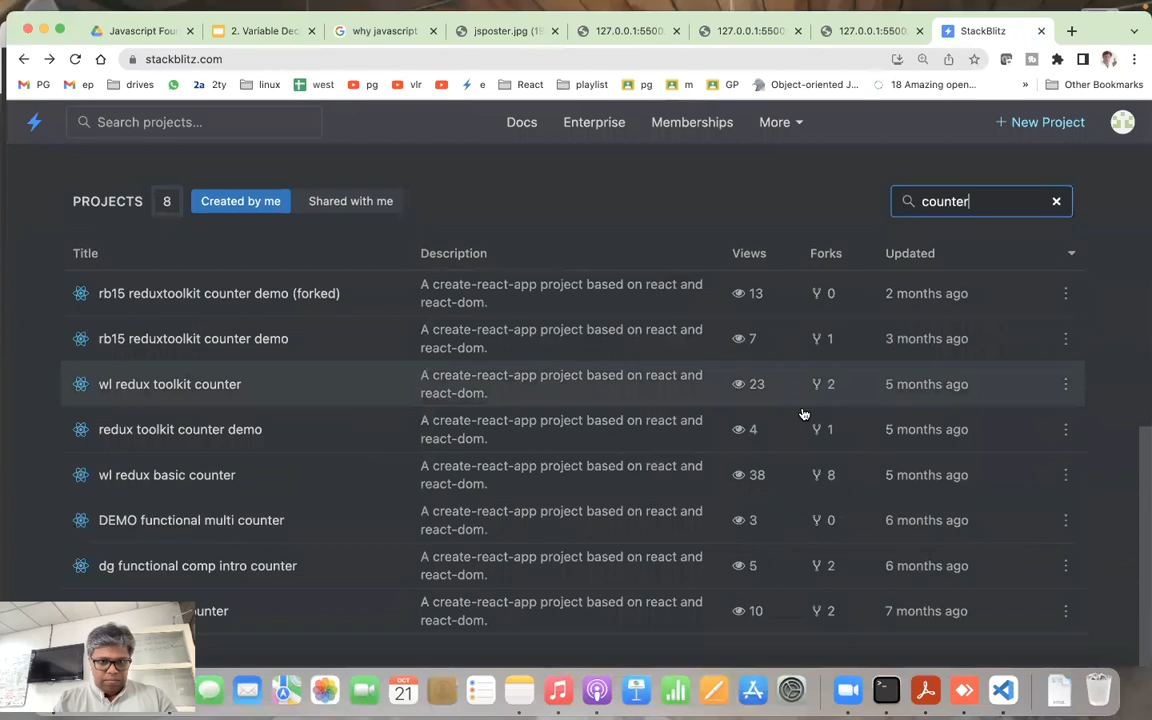 Javascript Foun
2. Variable Dec
why javascript
jsposter.jpg (15
127.0.0.1:5500
127.0.0.1:5500
127.0.0.1:5500
StackBlitz
stackblitz.com
PG
ep
drives
2ty
linux
west
pg
vlr
e
React
playlist
pg
m
GP
Object-oriented J...
18 Amazing open...
»
Other Bookmarks
Search projects...
Docs
Enterprise
Memberships
More
+ New Project
PROJECTS
8
Created by me
Shared with me
counter
Title
Description
Views
Forks
Updated
rb15 reduxtoolkit counter demo (forked)
A create-react-app project based on react and
react-dom.
13
0
2 months ago
rb15 reduxtoolkit counter demo
A create-react-app project based on react and
react-dom.
7
1
3 months ago
wl redux toolkit counter
A create-react-app project based on react and
react-dom.
23
2
5 months ago
redux toolkit counter demo
A create-react-app project based on react and
react-dom.
4
1
5 months ago
wl redux basic counter
A create-react-app project based on react and
react-dom.
38
8
5 months ago
DEMO functional multi counter
A create-react-app project based on react and
react-dom.
3
0
6 months ago
dg functional comp intro counter
A create-react-app project based on react and
react-dom.
5
2
6 months ago
A create-react-app project based on react and
react-dom.
10
2
7 months ago
OCT
21